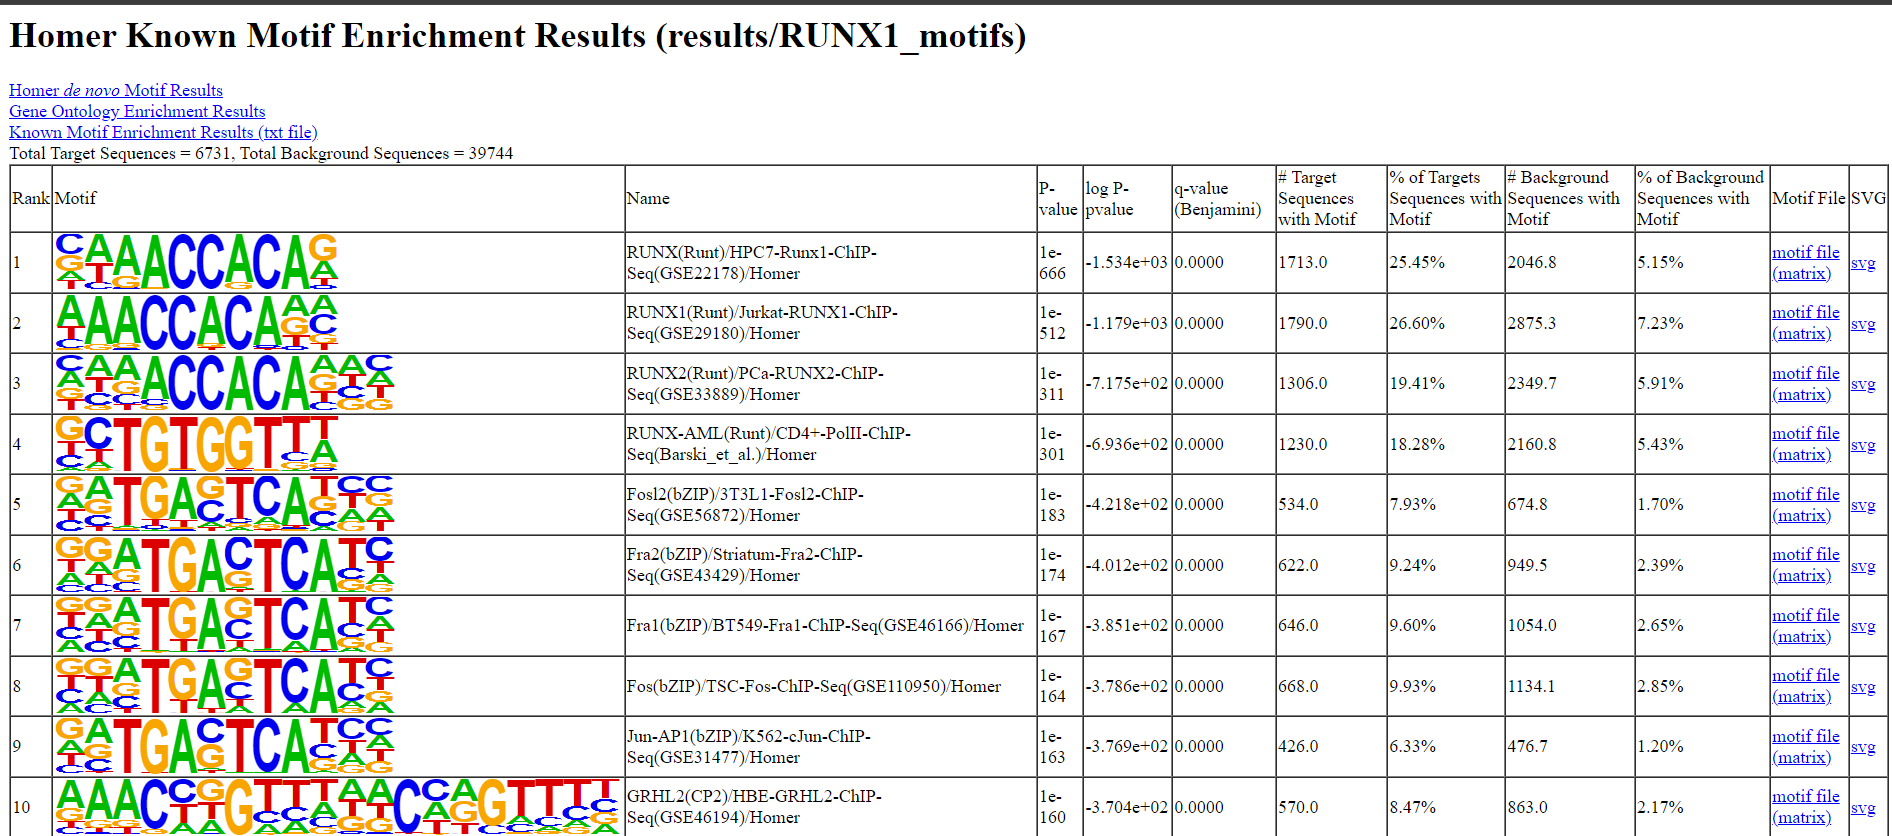 Homer Known Motif Enrichment Results (results/RUNX1_motifs)
Homer de novo Motif Results
Gene Ontology Enrichment Results
Known Motif Enrichment Results (txt file)
Total Target Sequences = 6731, Total Background Sequences = 39744
Rank Motif Name P-value log P-pvalue q-value (Benjamini) # Target Sequences with Motif % of Targets Sequences with Motif # Background Sequences with Motif % of Background Sequences with Motif Motif File SVG
1 RUNX(Runt)/HPC7-Runx1-ChIP-Seq(GSE22178)/Homer 1e-666 -1.534e+03 0.0000 1713.0 25.45% 2046.8 5.15% motif file (matrix) svg
2 RUNX1(Runt)/Jurkat-RUNX1-ChIP-Seq(GSE29180)/Homer 1e-512 -1.179e+03 0.0000 1790.0 26.60% 2875.3 7.23% motif file (matrix) svg
3 RUNX2(Runt)/PCa-RUNX2-ChIP-Seq(GSE33889)/Homer 1e-311 -7.175e+02 0.0000 1306.0 19.41% 2349.7 5.91% motif file (matrix) svg
4 RUNX-AML(Runt)/CD4+-PolII-ChIP-Seq(Barski_et_al.)/Homer 1e-301 -6.936e+02 0.0000 1230.0 18.28% 2160.8 5.43% motif file (matrix) svg
5 Fosl2(bZIP)/3T3L1-Fosl2-ChIP-Seq(GSE56872)/Homer 1e-183 -4.218e+02 0.0000 534.0 7.93% 674.8 1.70% motif file (matrix) svg
6 Fra2(bZIP)/Striatum-Fra2-ChIP-Seq(GSE43429)/Homer 1e-174 -4.012e+02 0.0000 622.0 9.24% 949.5 2.39% motif file (matrix) svg
7 Fra1(bZIP)/BT549-Fra1-ChIP-Seq(GSE46166)/Homer 1e-167 -3.851e+02 0.0000 646.0 9.60% 1054.0 2.65% motif file (matrix) svg
8 Fos(bZIP)/TSC-Fos-ChIP-Seq(GSE110950)/Homer 1e-164 -3.786e+02 0.0000 668.0 9.93% 1134.1 2.85% motif file (matrix) svg
9 Jun-AP1(bZIP)/K562-cJun-ChIP-Seq(GSE31477)/Homer 1e-163 -3.769e+02 0.0000 426.0 6.33% 476.7 1.20% motif file (matrix) svg
10 GRHL2(CP2)/HBE-GRHL2-ChIP-Seq(GSE46194)/Homer 1e-160 -3.704e+02 0.0000 570.0 8.47% 863.0 2.17% motif file (matrix) svg